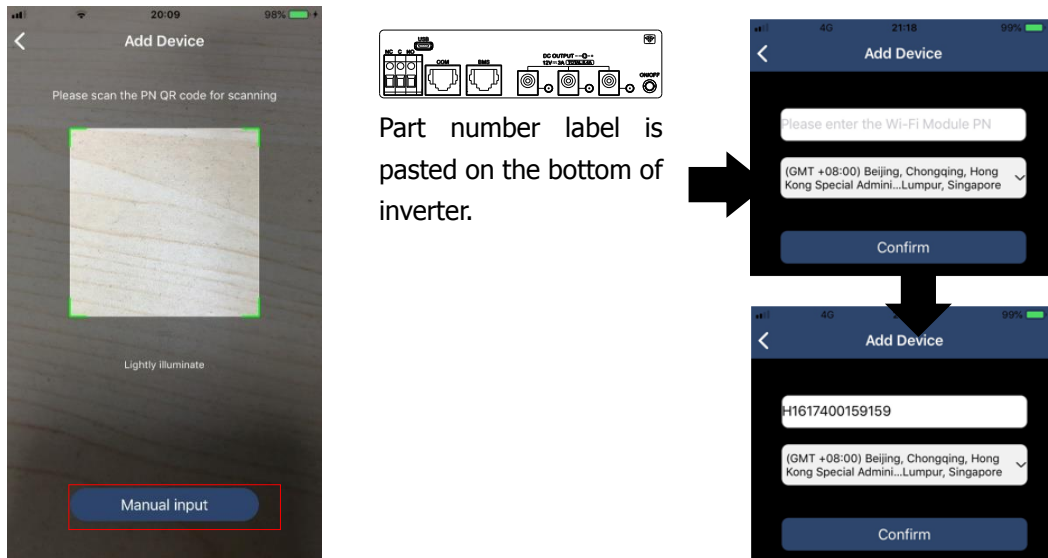 20:09
98%
Add Device
Please scan the PN QR code for scanning
Lightly illuminate
Manual input
USB
NC C NO
COM
BMS
DC OUTPUT
12V 3A
ON/OFF
Part number label is
pasted on the bottom of
inverter.
4G 21:18 99%
Add Device
Please enter the Wi-Fi Module PN
(GMT +08:00) Beijing, Chongqing, Hong
Kong Special Admini...Lumpur, Singapore
Confirm
4G 99%
Add Device
H1617400159159
(GMT +08:00) Beijing, Chongqing, Hong
Kong Special Admini...Lumpur, Singapore
Confirm